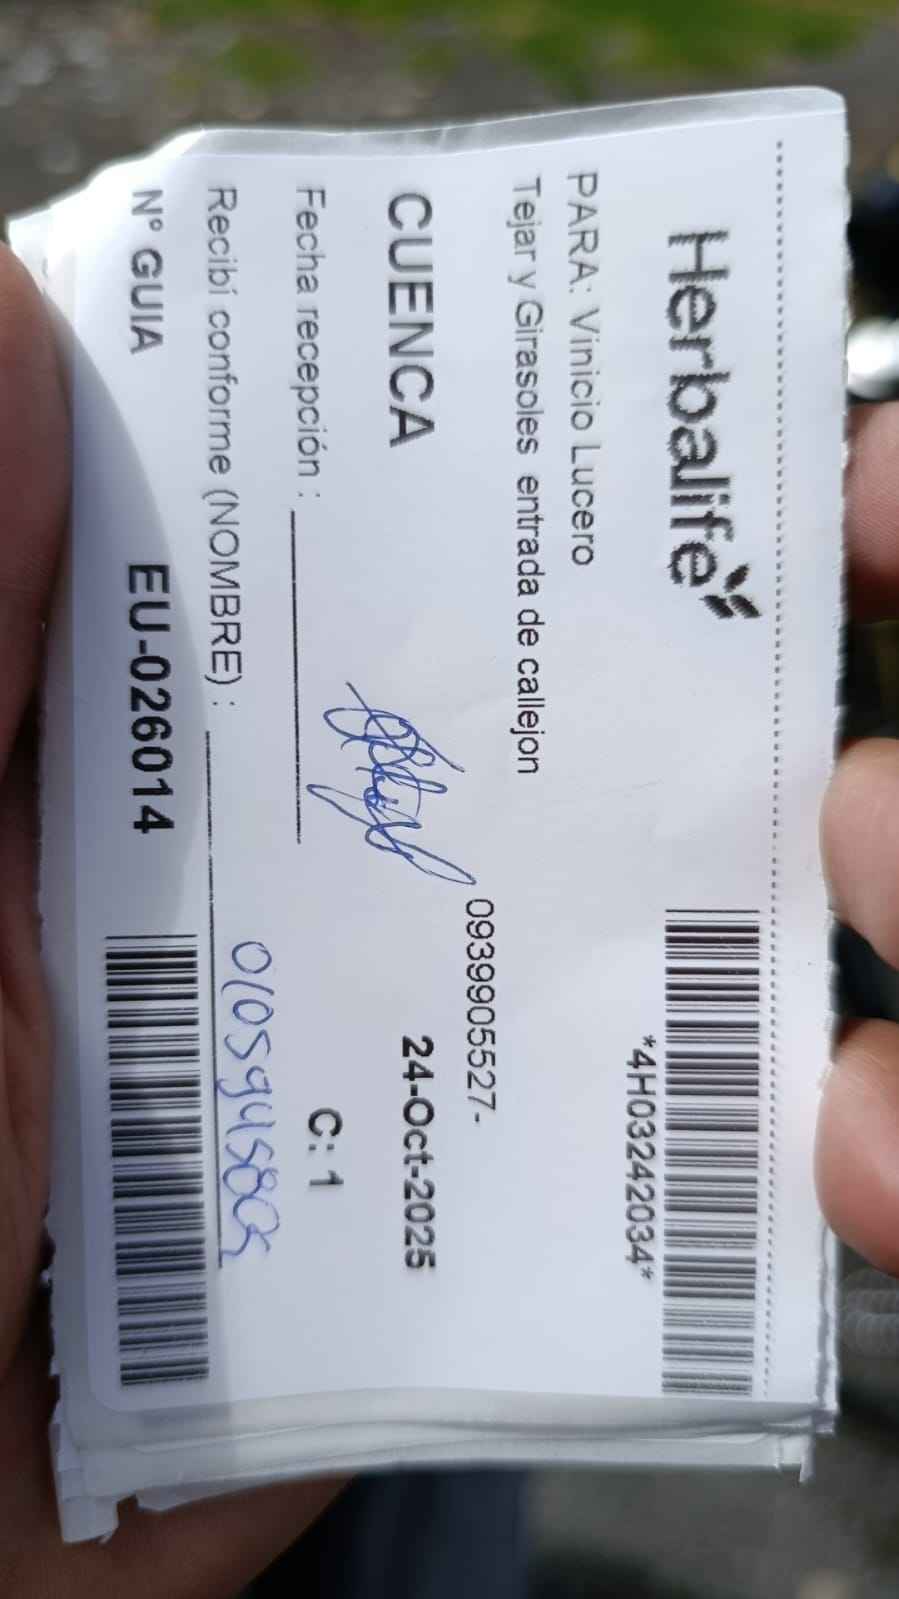 Herbalife
*4H03242034*
PARA: Vinicio Lucero
Tejar y Girasoles entrada de callejon
0939905527-
CUENCA 24-Oct-2025
Fecha recepción : C: 1
Recibí conforme (NOMBRE) :
Nº GUIA EU-026014